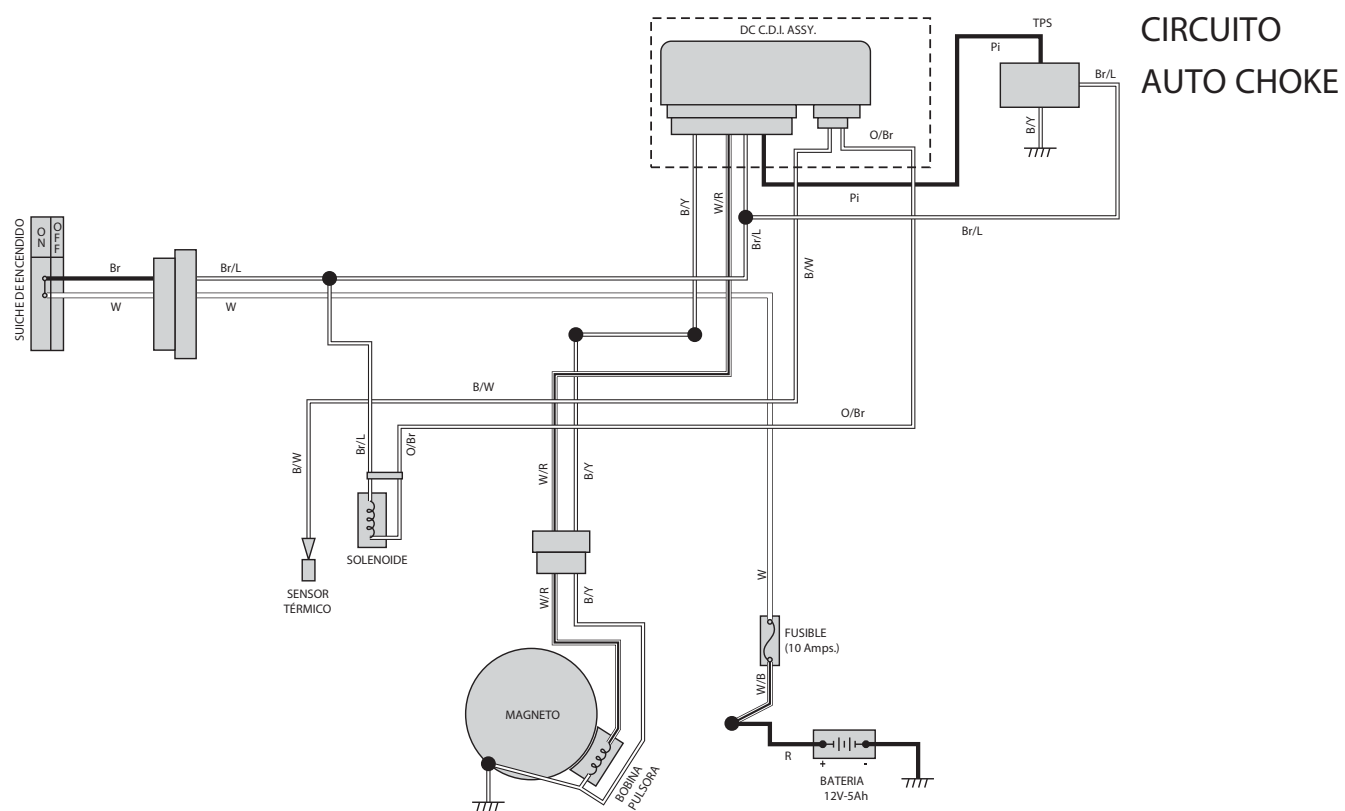 CIRCUITO
AUTO CHOKE
DC C.D.I. ASSY.
TPS
Pi
Br/L
B/Y
O/Br
Pi
Br/L
B/Y
W/R
Br/L
B/W
SUICHE DE ENCENDIDO
ON
OFF
Br
W
Br/L
W
B/W
O/Br
B/W
Br/L
O/Br
W/R
B/Y
SOLENOIDE
SENSOR
TÉRMICO
W/R
B/Y
W
FUSIBLE
(10 Amps.)
W/B
MAGNETO
BOBINA
PULSORA
R
+
-
BATERIA
12V-5Ah